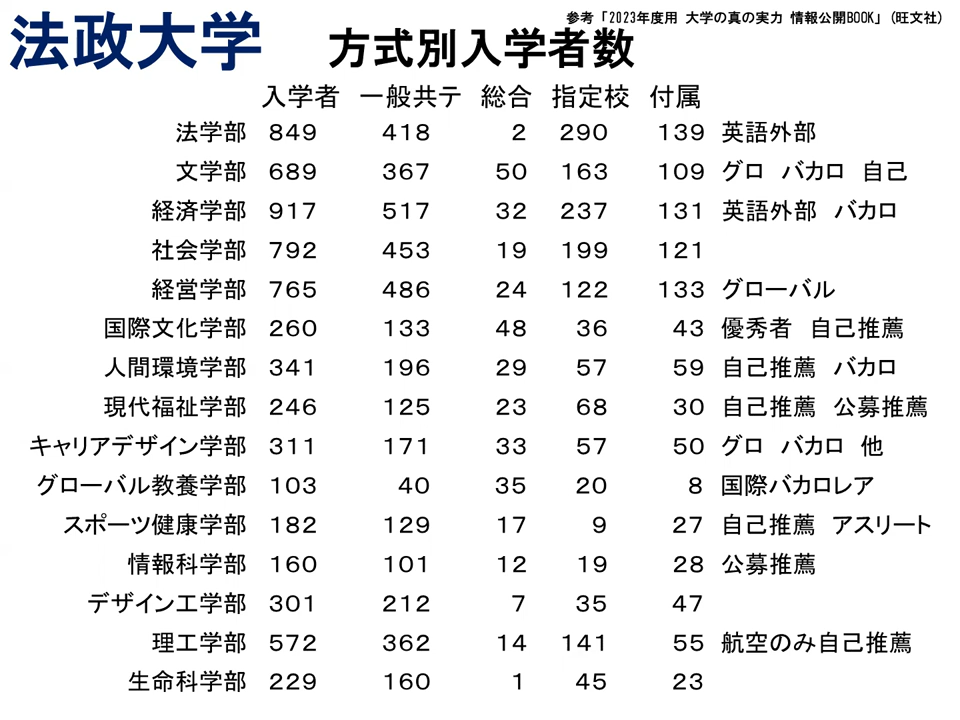 参考「2023年度用 大学の真の実力 情報公開BOOK」(旺文社)
法政大学 方式別入学者数
入学者 一般共テ 総合 指定校 付属
法学部 849 418 2 290 139 英語外部
文学部 689 367 50 163 109 グロ バカロ 自己
経済学部 917 517 32 237 131 英語外部 バカロ
社会学部 792 453 19 199 121
経営学部 765 486 24 122 133 グローバル
国際文化学部 260 133 48 36 43 優秀者 自己推薦
人間環境学部 341 196 29 57 59 自己推薦 バカロ
現代福祉学部 246 125 23 68 30 自己推薦 公募推薦
キャリアデザイン学部 311 171 33 57 50 グロ バカロ 他
グローバル教養学部 103 40 35 20 8 国際バカロレア
スポーツ健康学部 182 129 17 9 27 自己推薦 アスリート
情報科学部 160 101 12 19 28 公募推薦
デザイン工学部 301 212 7 35 47
理工学部 572 362 14 141 55 航空のみ自己推薦
生命科学部 229 160 1 45 23